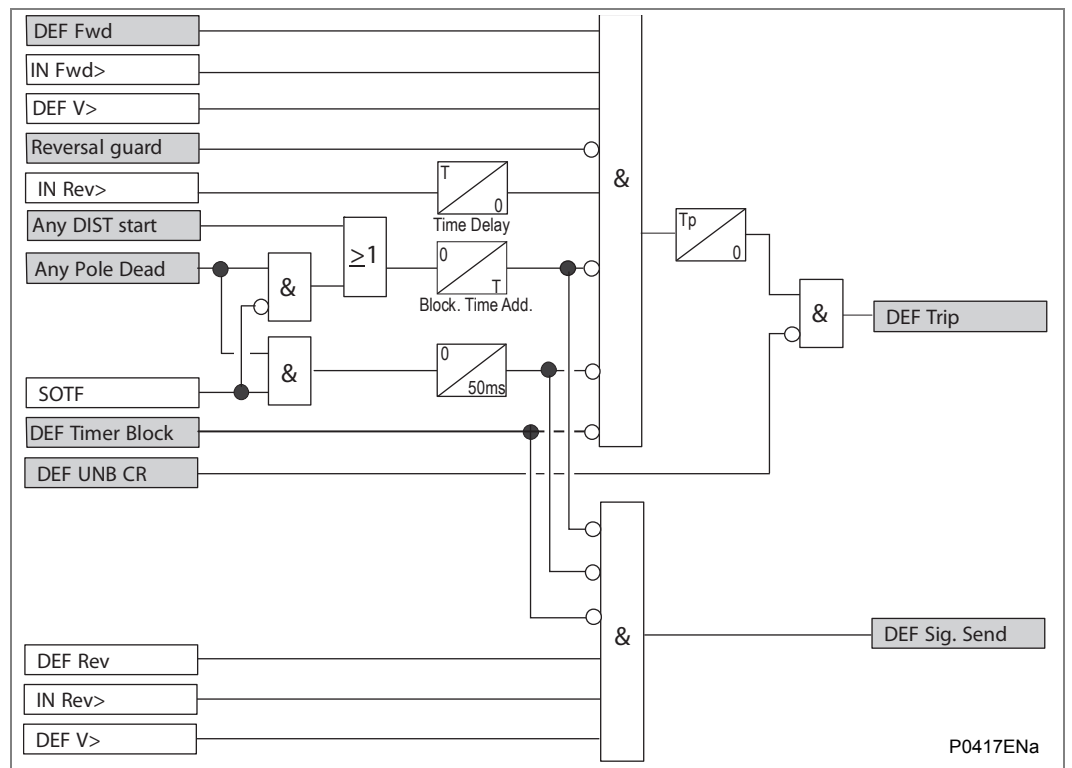 DEF Fwd
IN Fwd>
DEF V>
Reversal guard
IN Rev>
Any DIST start
Any Pole Dead
SOTF
DEF Timer Block
DEF UNB CR
T
0
Time Delay
≥1
&
0
T
Block. Time Add.
&
0
50ms
&
Tp
0
&
DEF Trip
DEF Rev
IN Rev>
DEF V>
&
DEF Sig. Send
P0417ENa